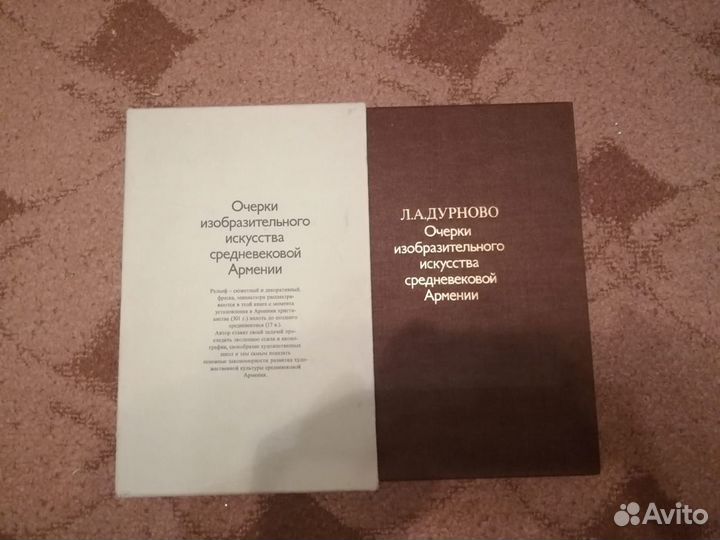 Очерки
изобразительного
искусства
средневековой
Армении
Рельеф – сюжетный и декоративный,
фреска, миниатюра рассматри-
ваются в этой книге с момента
установления в Армении христи-
анства (301 г.) вплоть до позднего
средневековья (17 в.).
Автор ставит своей задачей про-
следить эволюцию стиля и иконо-
графии, своеобразие художественных
школ и тем самым показать
основные закономерности развития худо-
жественной культуры средневековой
Армении.
Л.А.ДУРНОВО
Очерки
изобразительного
искусства
средневековой
Армении
Avito